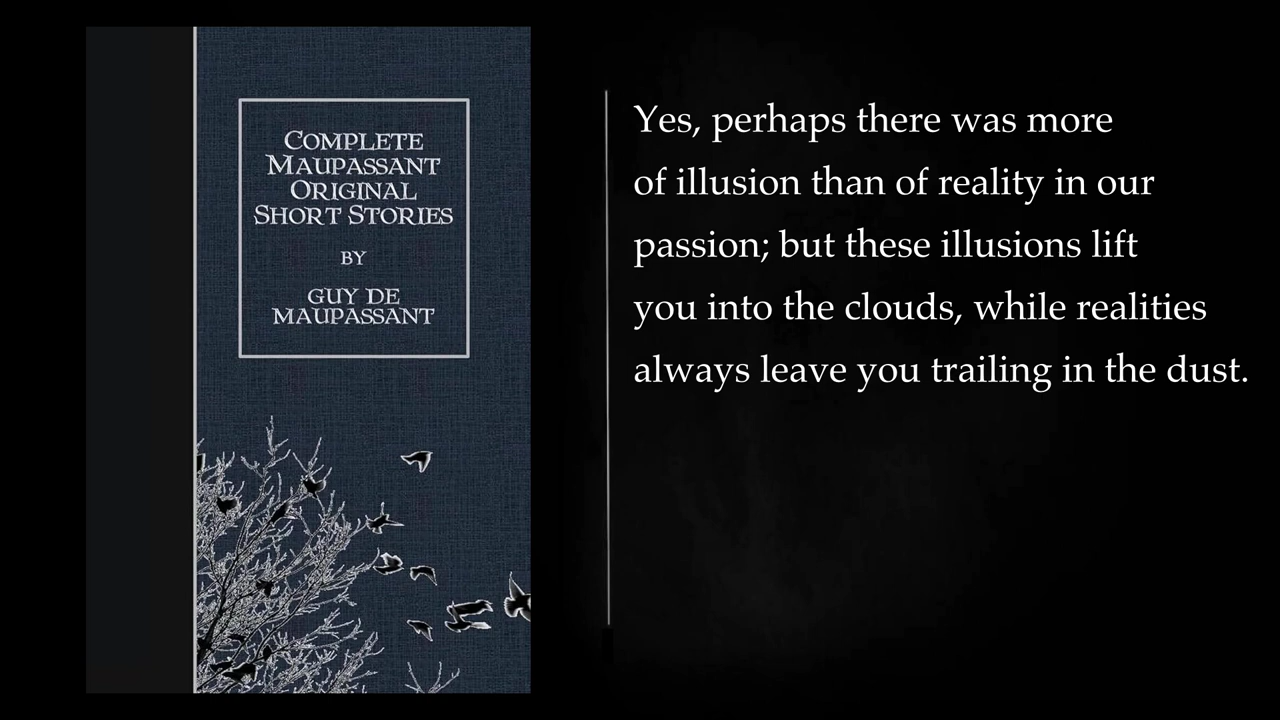 COMPLETE
MAUPASSANT
ORIGINAL
SHORT STORIES
BY
GUY DE
MAUPASSANT
Yes, perhaps there was more
of illusion than of reality in our
passion; but these illusions lift
you into the clouds, while realities
always leave you trailing in the dust.